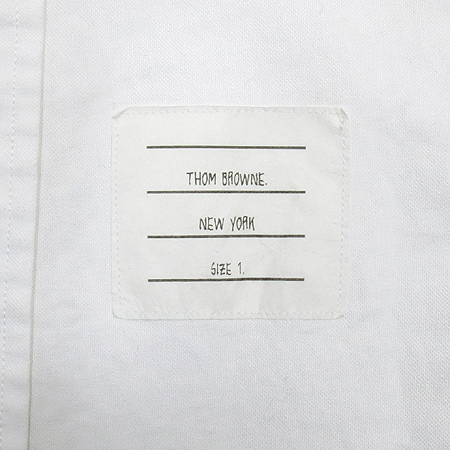 THOM BROWNE.
NEW YORK
SIZE 1.